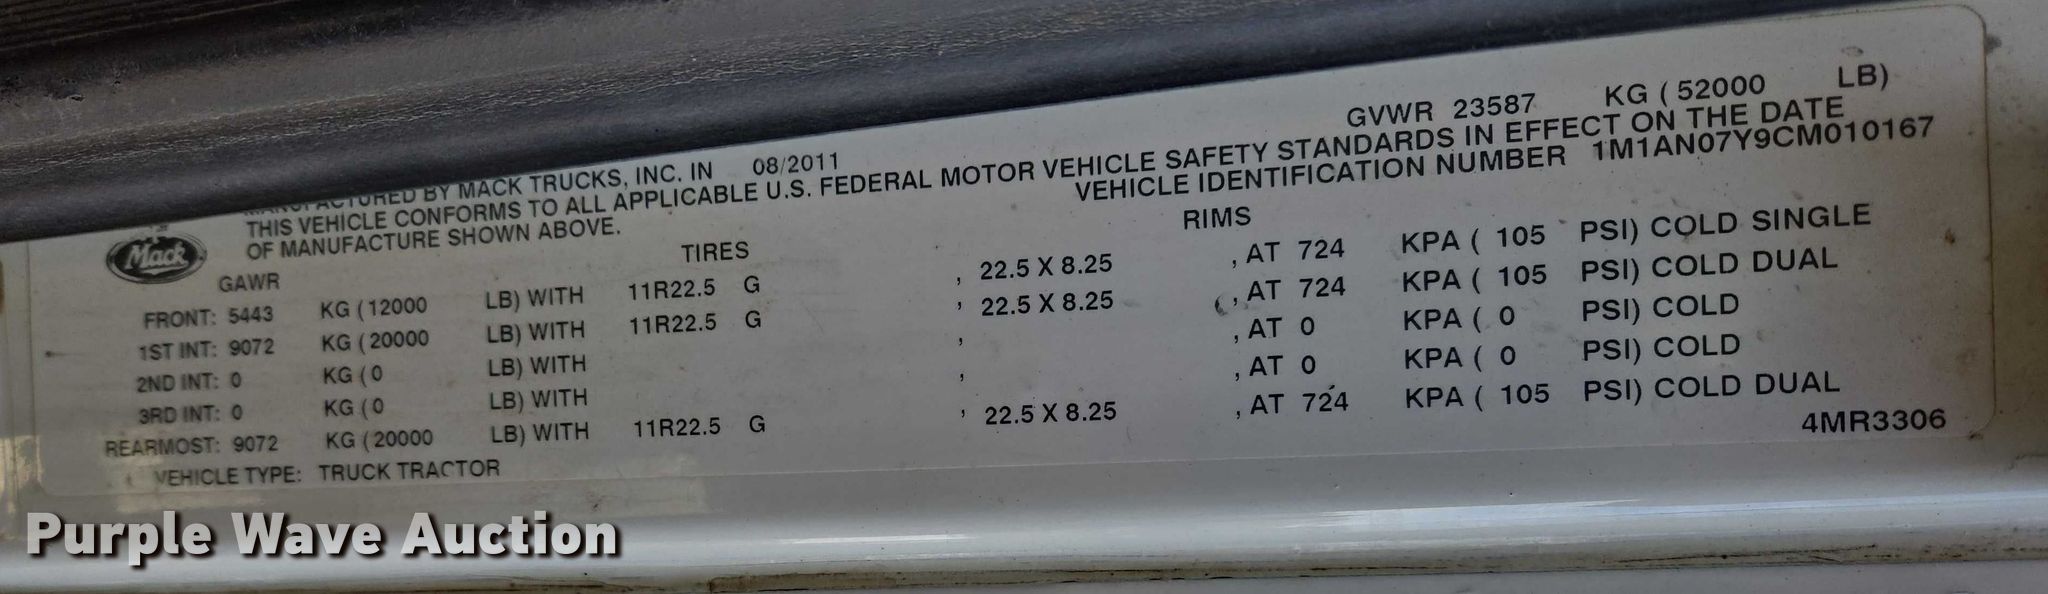 GVWR 23587 KG ( 52000 LB)
MANUFACTURED BY MACK TRUCKS, INC. IN 08/2011
THIS VEHICLE CONFORMS TO ALL APPLICABLE U.S. FEDERAL MOTOR VEHICLE SAFETY STANDARDS IN EFFECT ON THE DATE
OF MANUFACTURE SHOWN ABOVE. VEHICLE IDENTIFICATION NUMBER 1M1AN07Y9CM010167
Mack
GAWR TIRES RIMS
FRONT: 5443 KG ( 12000 LB) WITH 11R22.5 G , 22.5 X 8.25 , AT 724 KPA ( 105 PSI) COLD SINGLE
1ST INT: 9072 KG ( 20000 LB) WITH 11R22.5 G , 22.5 X 8.25 , AT 724 KPA ( 105 PSI) COLD DUAL
2ND INT: 0 KG ( 0 LB) WITH , , AT 0 KPA ( 0 PSI) COLD
3RD INT: 0 KG ( 0 LB) WITH , , AT 0 KPA ( 0 PSI) COLD
REARMOST: 9072 KG ( 20000 LB) WITH 11R22.5 G , 22.5 X 8.25 , AT 724 KPA ( 105 PSI) COLD DUAL
VEHICLE TYPE: TRUCK TRACTOR 4MR3306
Purple Wave Auction